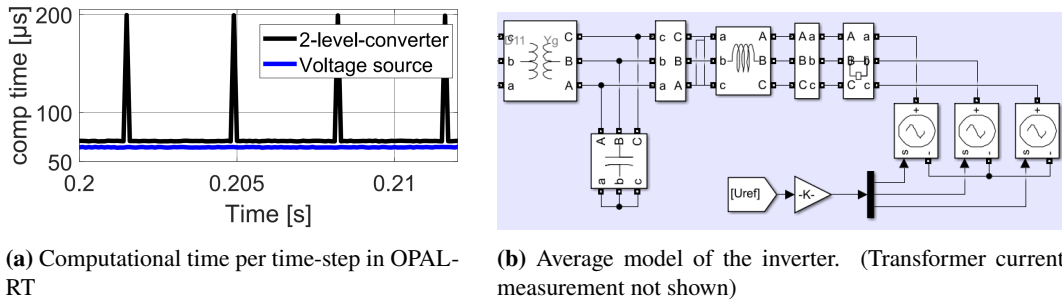 comp time [µs]
200
100
50
2-level-converter
Voltage source
0.2 0.205 0.21
Time [s]
D11 Yg
c C
b B
a A
c C
b B
a A
a A
b B
c C
A a
B b
C c
A a
B b
C c
A B C
a b c
+ + +
s - s - s -
[Uref]
-K-
(a) Computational time per time-step in OPAL-
RT
(b) Average model of the inverter. (Transformer current
measurement not shown)